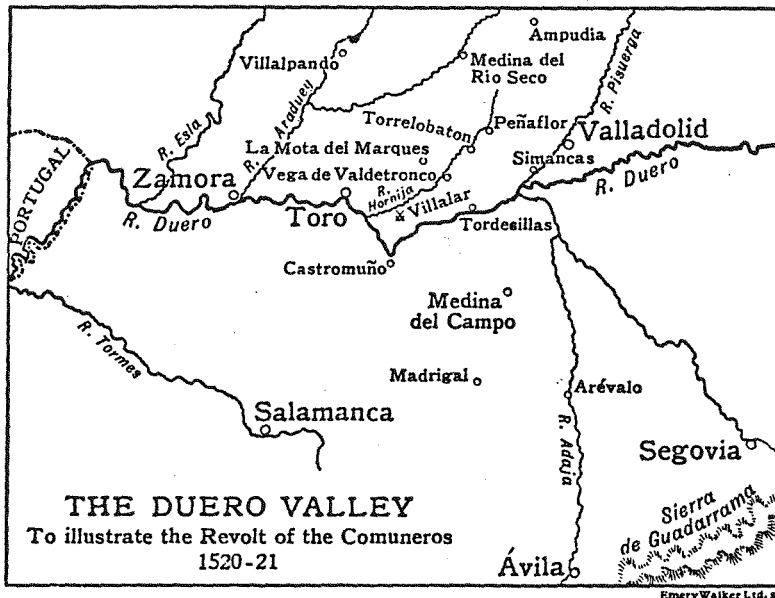 Ampudia
Villalpando
Medina del
Rio Seco
R. Pisuerga
R. Esla
R. Araduey
Torrelobaton
Peñaflor
Valladolid
La Mota del Marques
Simancas
PORTUGAL
Zamora
Vega de Valdetronco
R. Duero
R. Hornija
Villalar
R. Duero
Toro
Tordesillas
Castromuño
Medina
del Campo
R. Tormes
Madrigal
Arévalo
Salamanca
R. Adaja
Segovia
THE DUERO VALLEY
To illustrate the Revolt of the Comuneros
1520-21
Sierra
de Guadarrama
Ávila
Emery Walker Ltd. s